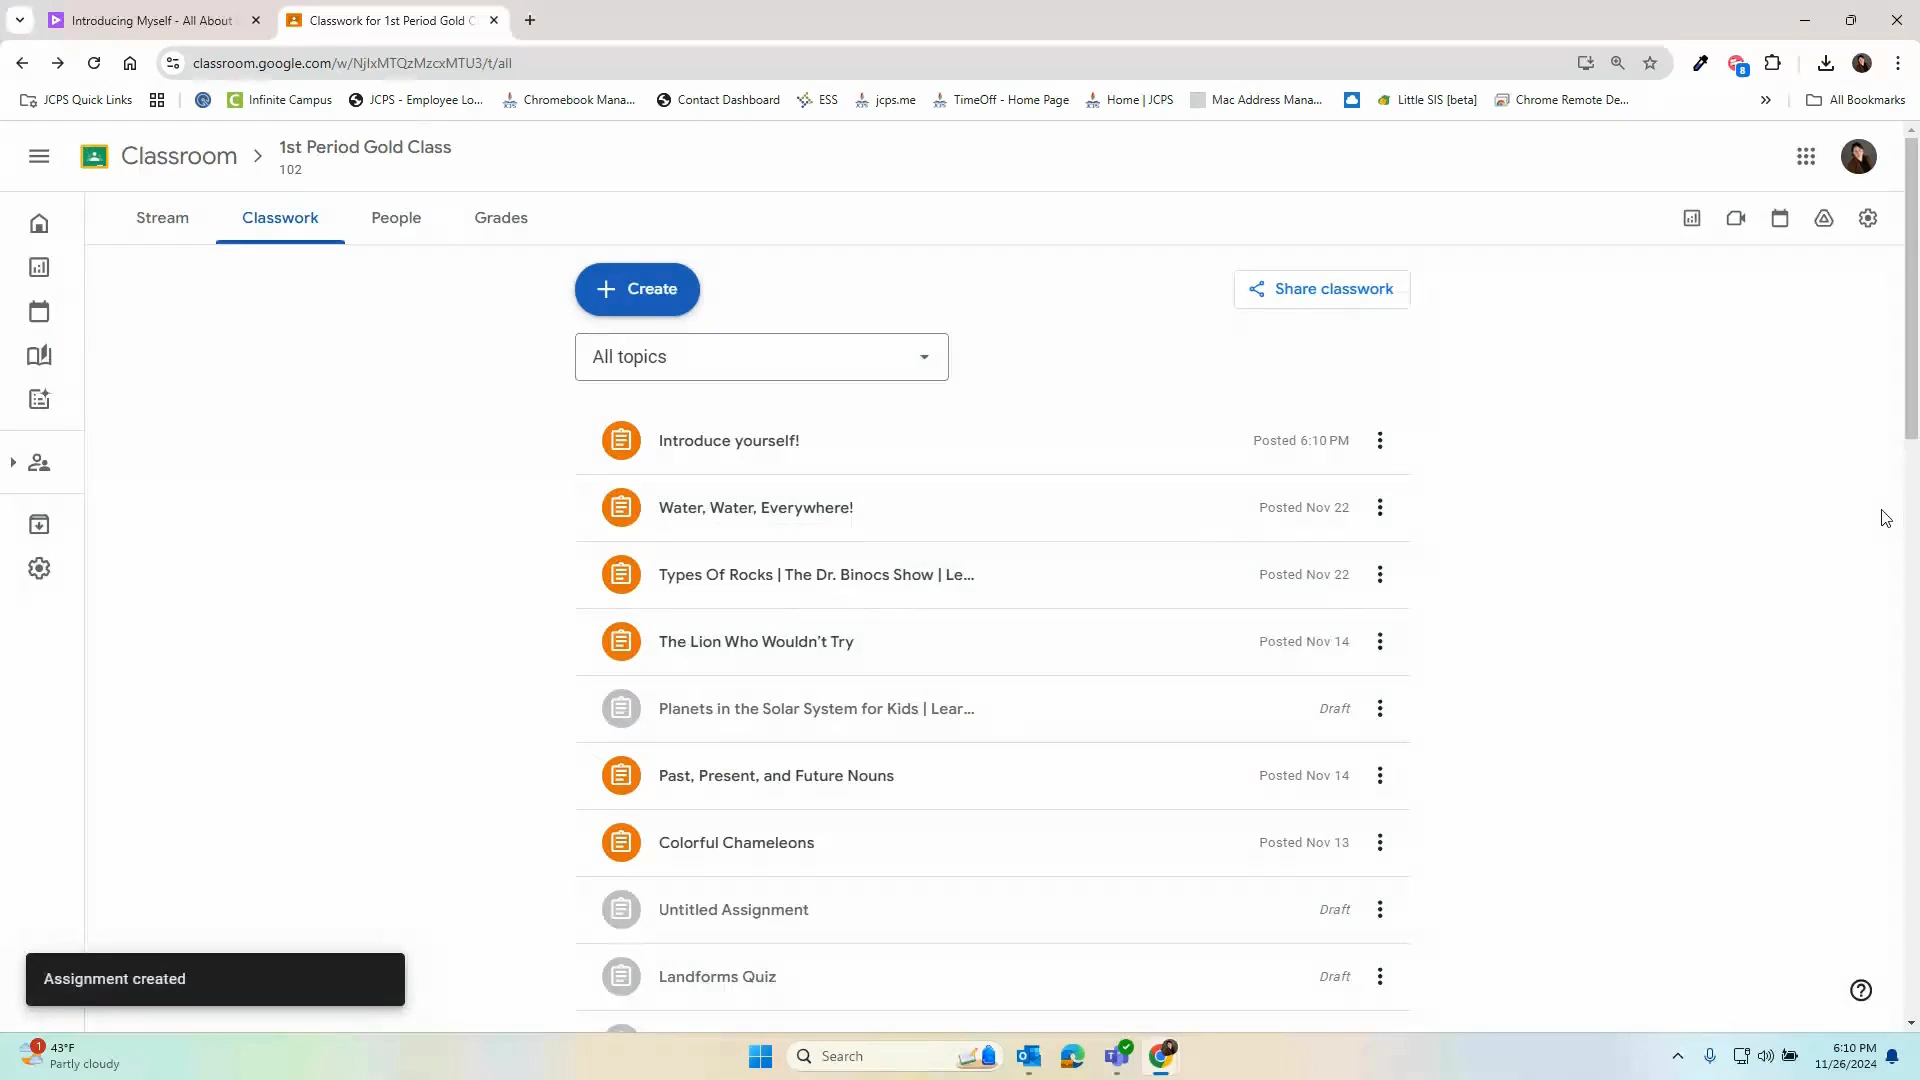 Introducing Myself - All About
Classwork for 1st Period Gold C
classroom.google.com/w/NjIxMTQzMzcxMTU3/t/all
8
JCPS Quick Links
Infinite Campus
JCPS - Employee Lo...
Chromebook Mana...
Contact Dashboard
ESS
jcps.me
TimeOff - Home Page
Home | JCPS
Mac Address Mana...
Little SIS [beta]
Chrome Remote De...
All Bookmarks
Classroom
1st Period Gold Class
102
Stream
Classwork
People
Grades
Create
Share classwork
All topics
Introduce yourself!
Posted 6:10 PM
Water, Water, Everywhere!
Posted Nov 22
Types Of Rocks | The Dr. Binocs Show | Le...
Posted Nov 22
The Lion Who Wouldn't Try
Posted Nov 14
Planets in the Solar System for Kids | Lear...
Draft
Past, Present, and Future Nouns
Posted Nov 14
Colorful Chameleons
Posted Nov 13
Untitled Assignment
Draft
Landforms Quiz
Draft
Assignment created
1
43°F
Partly cloudy
Search
6:10 PM
11/26/2024